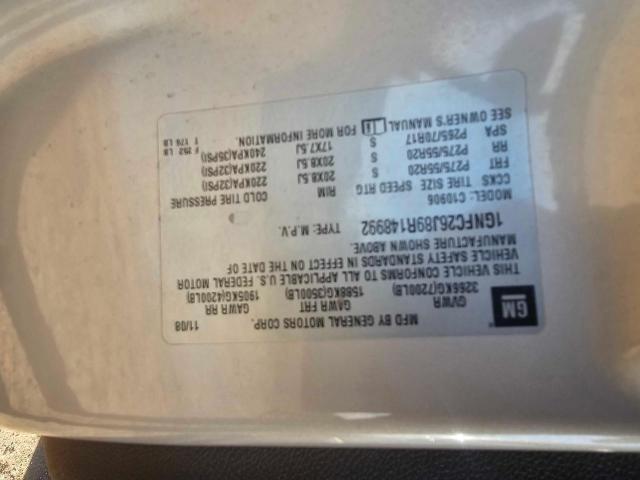 GM
MFD BY GENERAL MOTORS CORP. 11/08
GVWR GAWR FRT GAWR RR
3266KG(7200LB) 1588KG(3500LB) 1905KG(4200LB)
THIS VEHICLE CONFORMS TO ALL APPLICABLE U.S. FEDERAL MOTOR
VEHICLE SAFETY STANDARDS IN EFFECT ON THE DATE OF
MANUFACTURE SHOWN ABOVE.
1GNFC26J89R148992 TYPE: M.P.V.
MODEL: C10906
CCKS TIRE SIZE SPEED RTG RIM COLD TIRE PRESSURE
FRT P275/55R20 S 20X8.5J 220KPA(32PSI)
RR P275/55R20 S 20X8.5J 220KPA(32PSI)
SPA P265/70R17 S 17X7.5J 240KPA(35PSI)
SEE OWNER'S MANUAL FOR MORE INFORMATION.
F 252 LB
T 176 LB